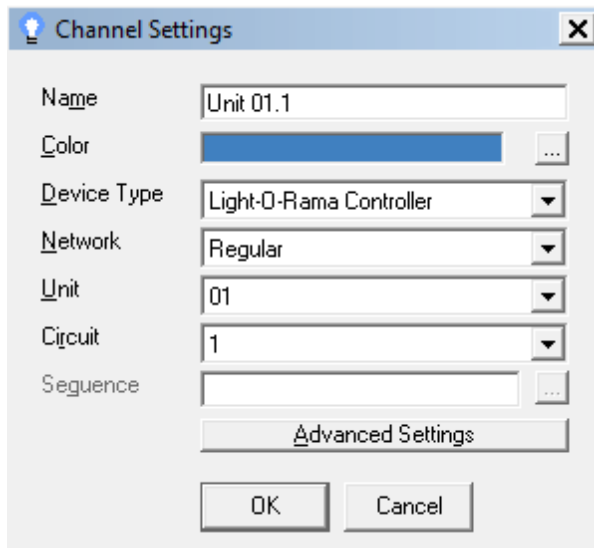 Channel Settings
Name Unit 01.1
Color ...
Device Type Light-O-Rama Controller
Network Regular
Unit 01
Circuit 1
Sequence ...
Advanced Settings
OK Cancel